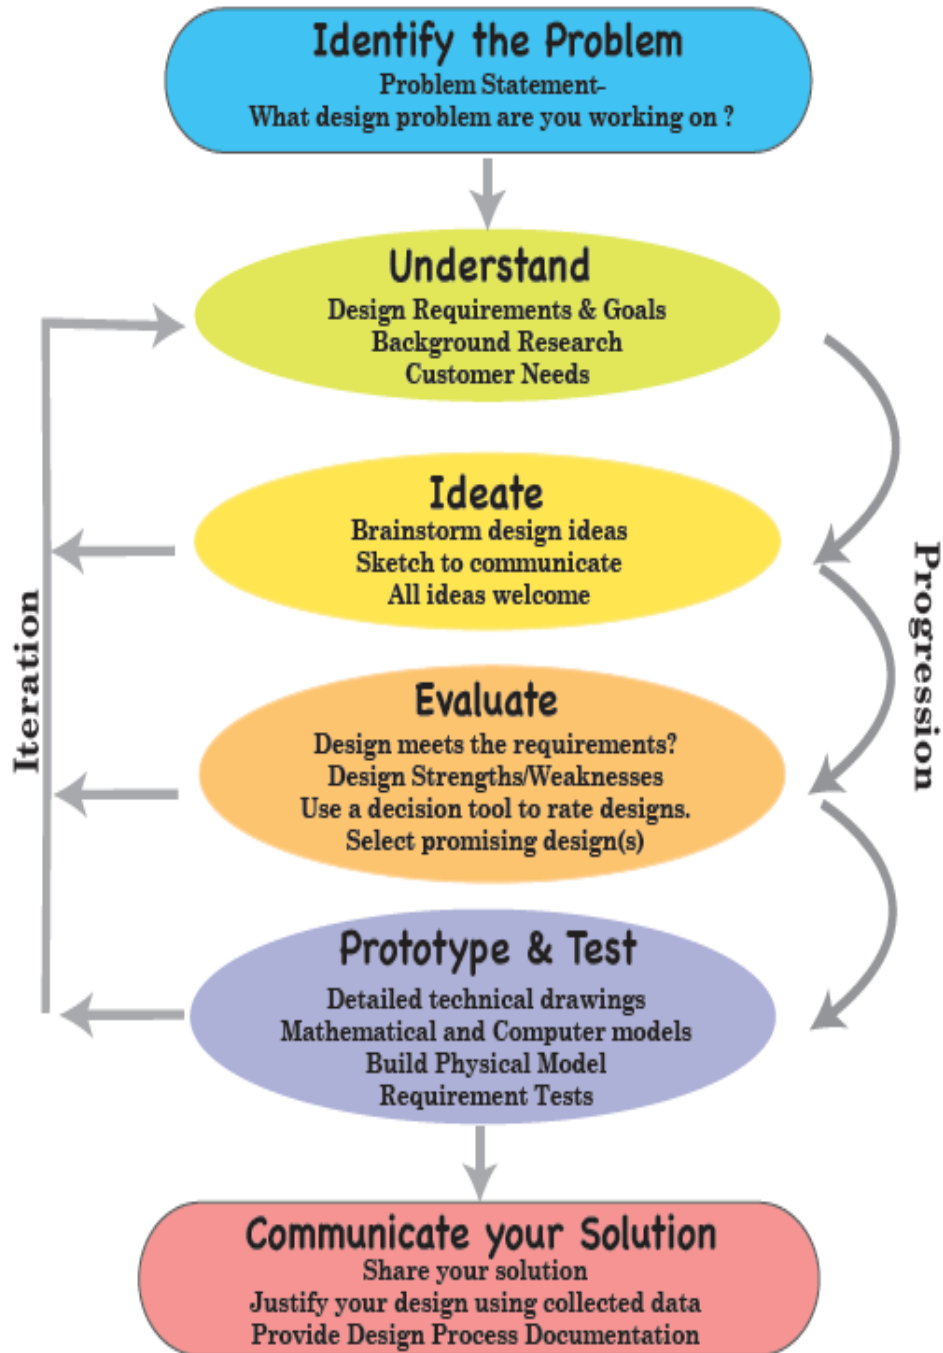 Identify the Problem
Problem Statement-
What design problem are you working on ?
Understand
Design Requirements & Goals
Background Research
Customer Needs
Ideate
Brainstorm design ideas
Sketch to communicate
All ideas welcome
Evaluate
Design meets the requirements?
Design Strengths/Weaknesses
Use a decision tool to rate designs.
Select promising design(s)
Prototype & Test
Detailed technical drawings
Mathematical and Computer models
Build Physical Model
Requirement Tests
Communicate your Solution
Share your solution
Justify your design using collected data
Provide Design Process Documentation
Iteration
Progression